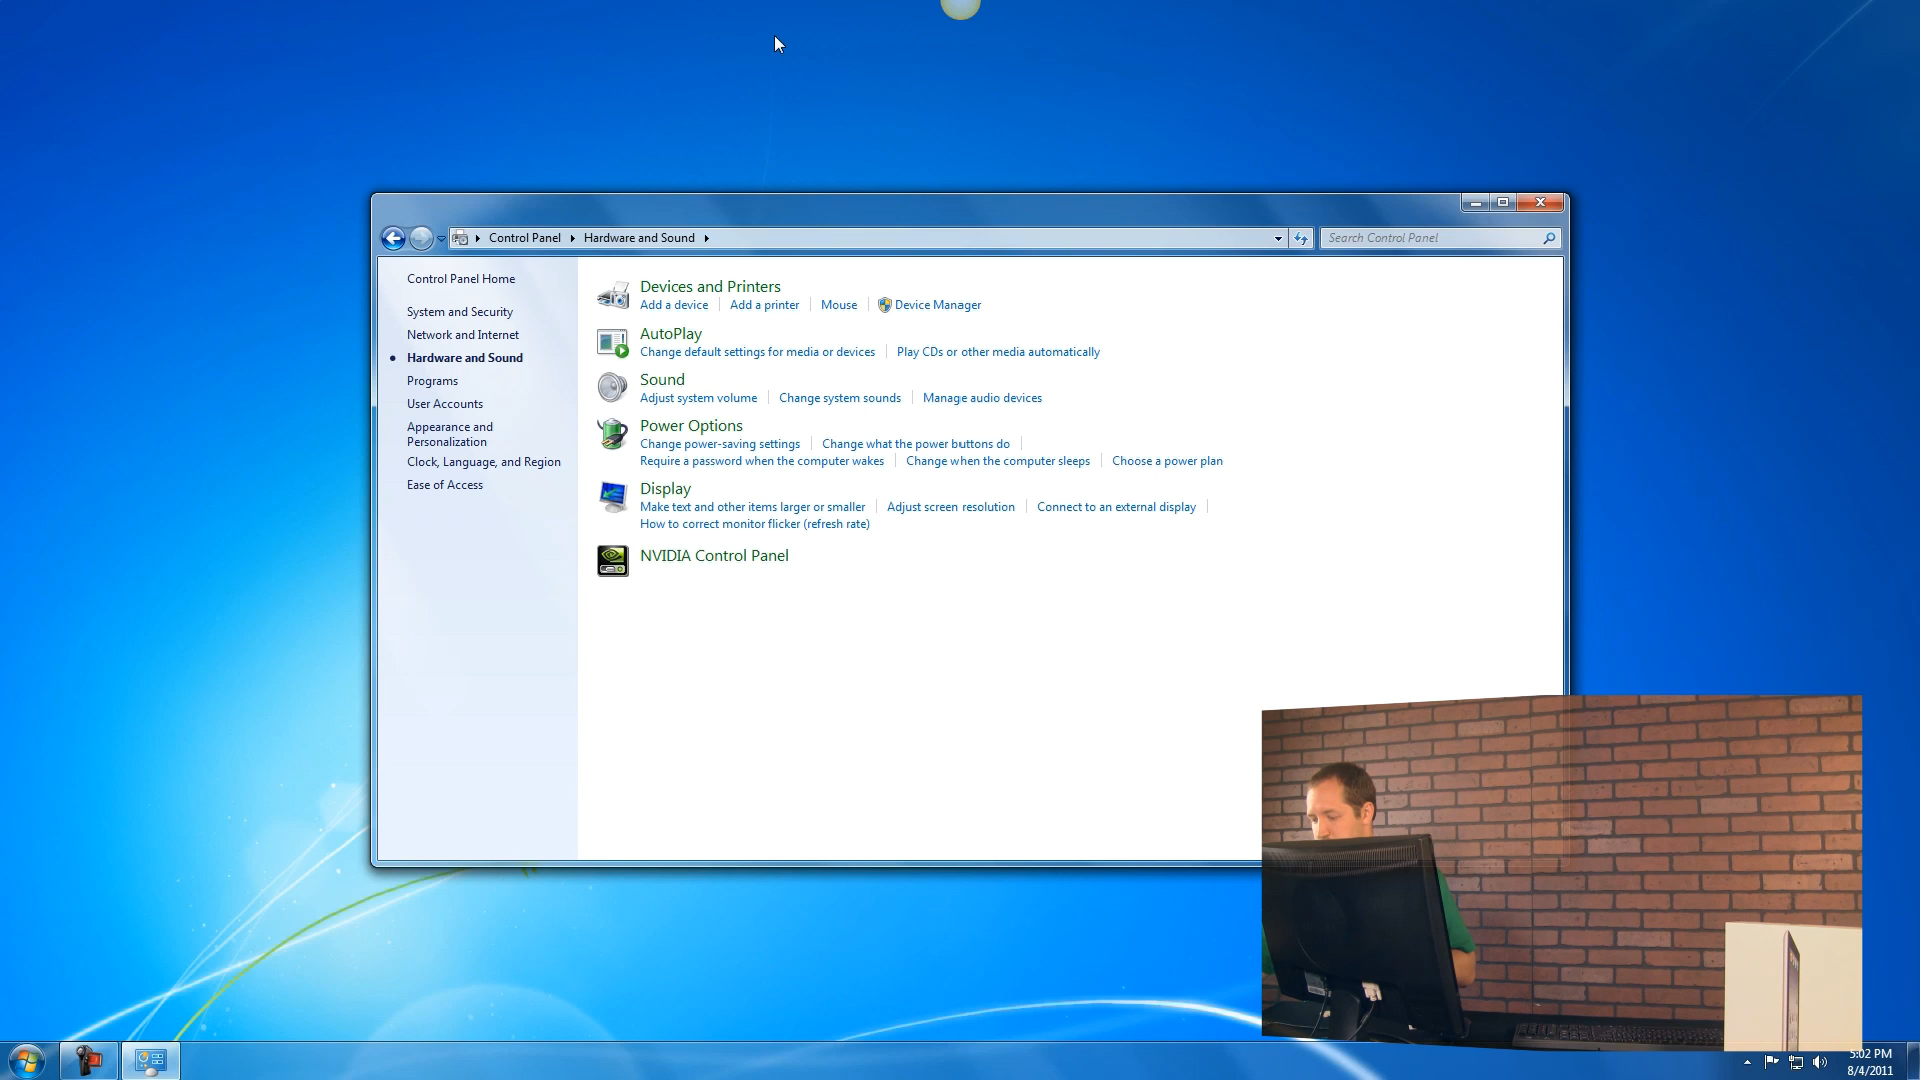 Control Panel Hardware and Sound
Search Control Panel
Control Panel Home
System and Security
Network and Internet
Hardware and Sound
Programs
User Accounts
Appearance and
Personalization
Clock, Language, and Region
Ease of Access
Devices and Printers
Add a device Add a printer Mouse Device Manager
AutoPlay
Change default settings for media or devices Play CDs or other media automatically
Sound
Adjust system volume Change system sounds Manage audio devices
Power Options
Change power-saving settings Change what the power buttons do
Require a password when the computer wakes Change when the computer sleeps Choose a power plan
Display
Make text and other items larger or smaller Adjust screen resolution Connect to an external display
How to correct monitor flicker (refresh rate)
NVIDIA Control Panel
5:02 PM
8/4/2011